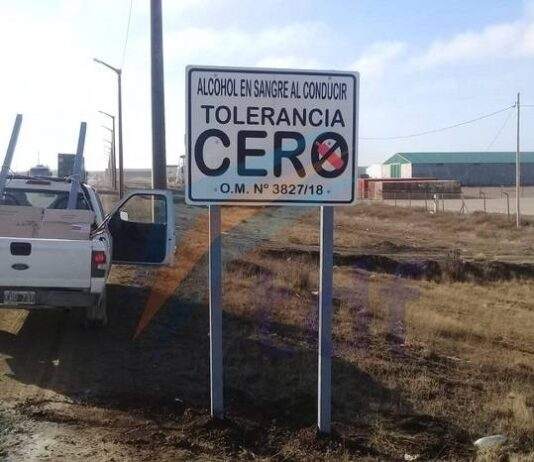 ALCOHOL EN SANGRE AL CONDUCIR
TOLERANCIA
CERO
O.M. Nº 3827/18